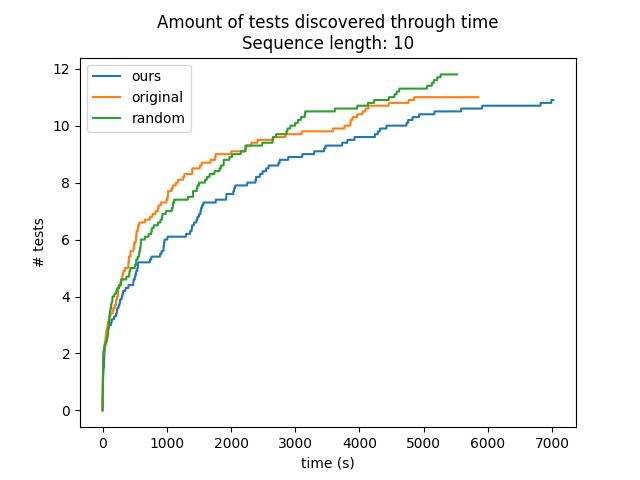 Amount of tests discovered through time
Sequence length: 10
ours
original
random
# tests
12
10
8
6
4
2
0
0 1000 2000 3000 4000 5000 6000 7000
time (s)